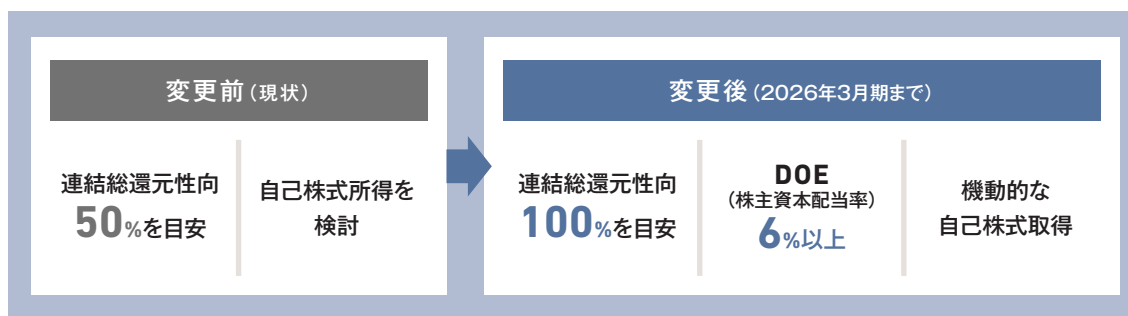 変更前（現状）
連結総還元性向
50%を目安
自己株式所得を
検討
変更後（2026年3月期まで）
連結総還元性向
100%を目安
DOE
（株主資本配当率）
6%以上
機動的な
自己株式取得